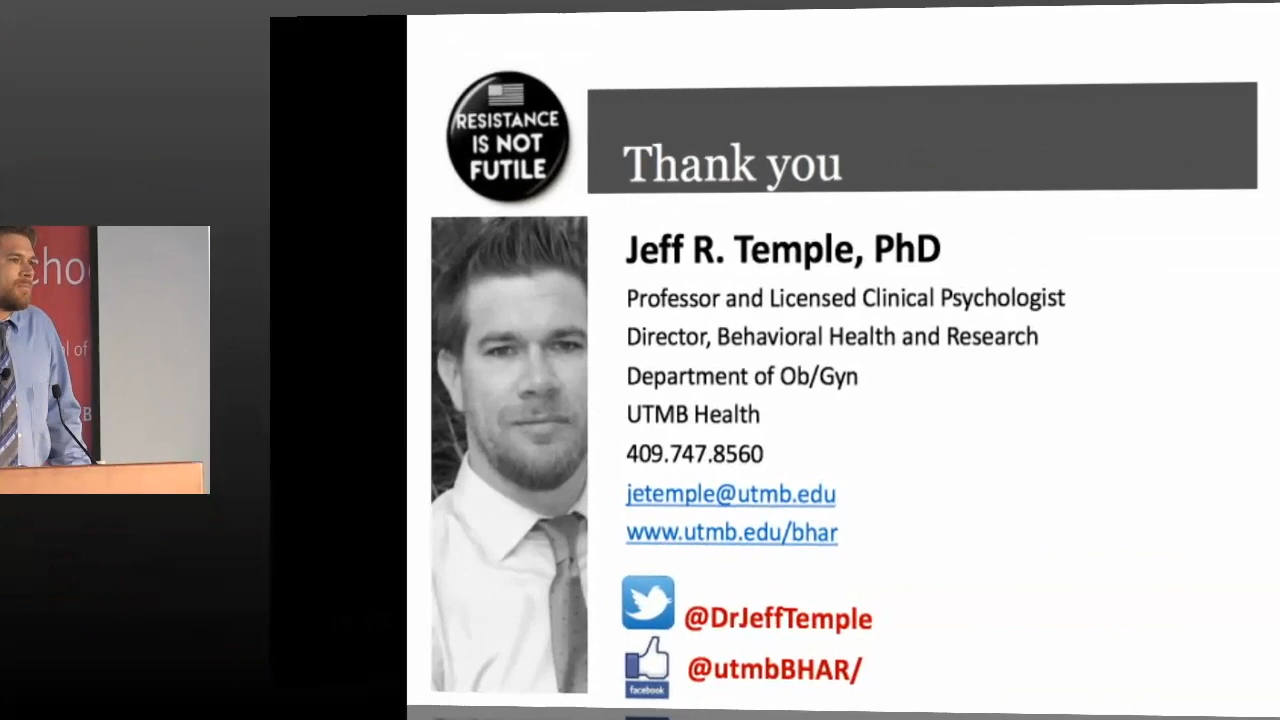 RESISTANCE
IS NOT
FUTILE
Thank you
Jeff R. Temple, PhD
Professor and Licensed Clinical Psychologist
Director, Behavioral Health and Research
Department of Ob/Gyn
UTMB Health
409.747.8560
jetemple@utmb.edu
www.utmb.edu/bhar
@DrJeffTemple
@utmbBHAR/
facebook
cho
l of
B